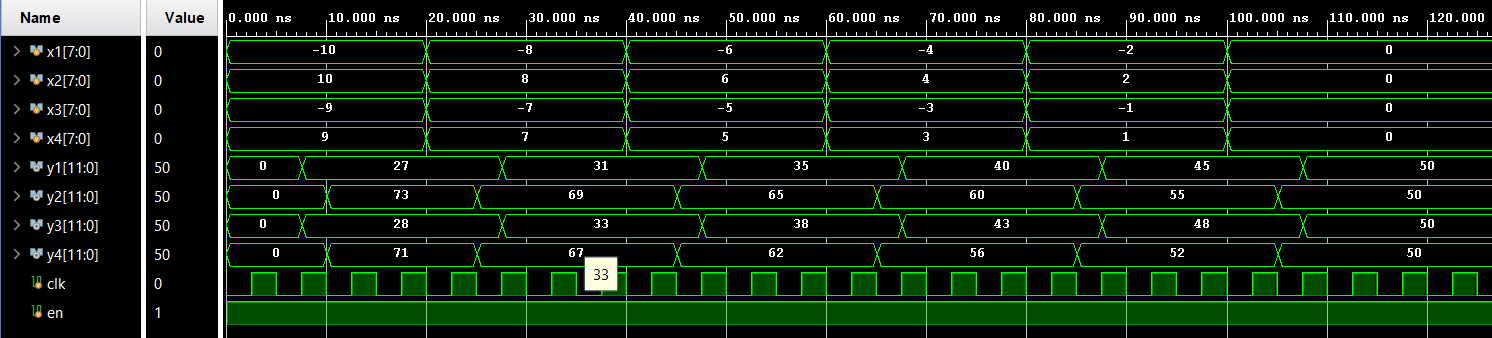 Name Value 0.000 ns 10.000 ns 20.000 ns 30.000 ns 40.000 ns 50.000 ns 60.000 ns 70.000 ns 80.000 ns 90.000 ns 100.000 ns 110.000 ns 120.000
x1[7:0] 0 -10 -8 -6 -4 -2 0
x2[7:0] 0 10 8 6 4 2 0
x3[7:0] 0 -9 -7 -5 -3 -1 0
x4[7:0] 0 9 7 5 3 1 0
y1[11:0] 50 0 27 31 35 40 45 50
y2[11:0] 50 0 73 69 65 60 55 50
y3[11:0] 50 0 28 33 38 43 48 50
y4[11:0] 50 0 71 67 62 56 52 50
33
clk 0
en 1